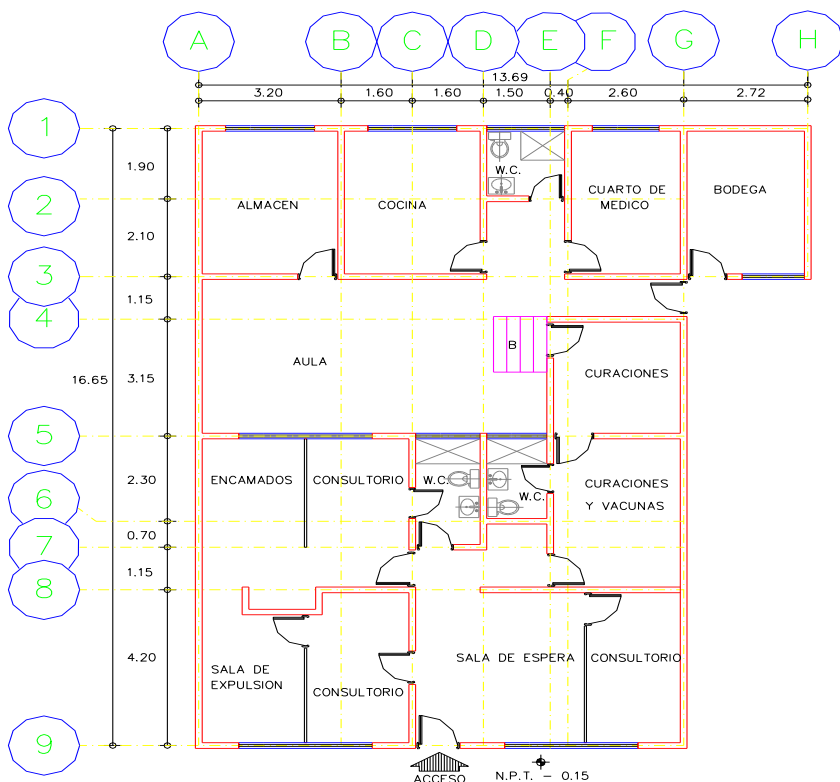 A B C D E F G H
13.69
3.20 1.60 1.60 1.50 0.40 2.60 2.72
1
1.90
W.C.
2
ALMACEN
COCINA
CUARTO DE
MEDICO
BODEGA
2.10
3
1.15
4
B
AULA
CURACIONES
16.65
3.15
5
2.30
ENCAMADOS
CONSULTORIO
W.C.
W.C.
CURACIONES
Y VACUNAS
6
0.70
7
1.15
8
4.20
SALA DE
EXPULSION
CONSULTORIO
SALA DE ESPERA
CONSULTORIO
9
ACCESO
N.P.T. - 0.15